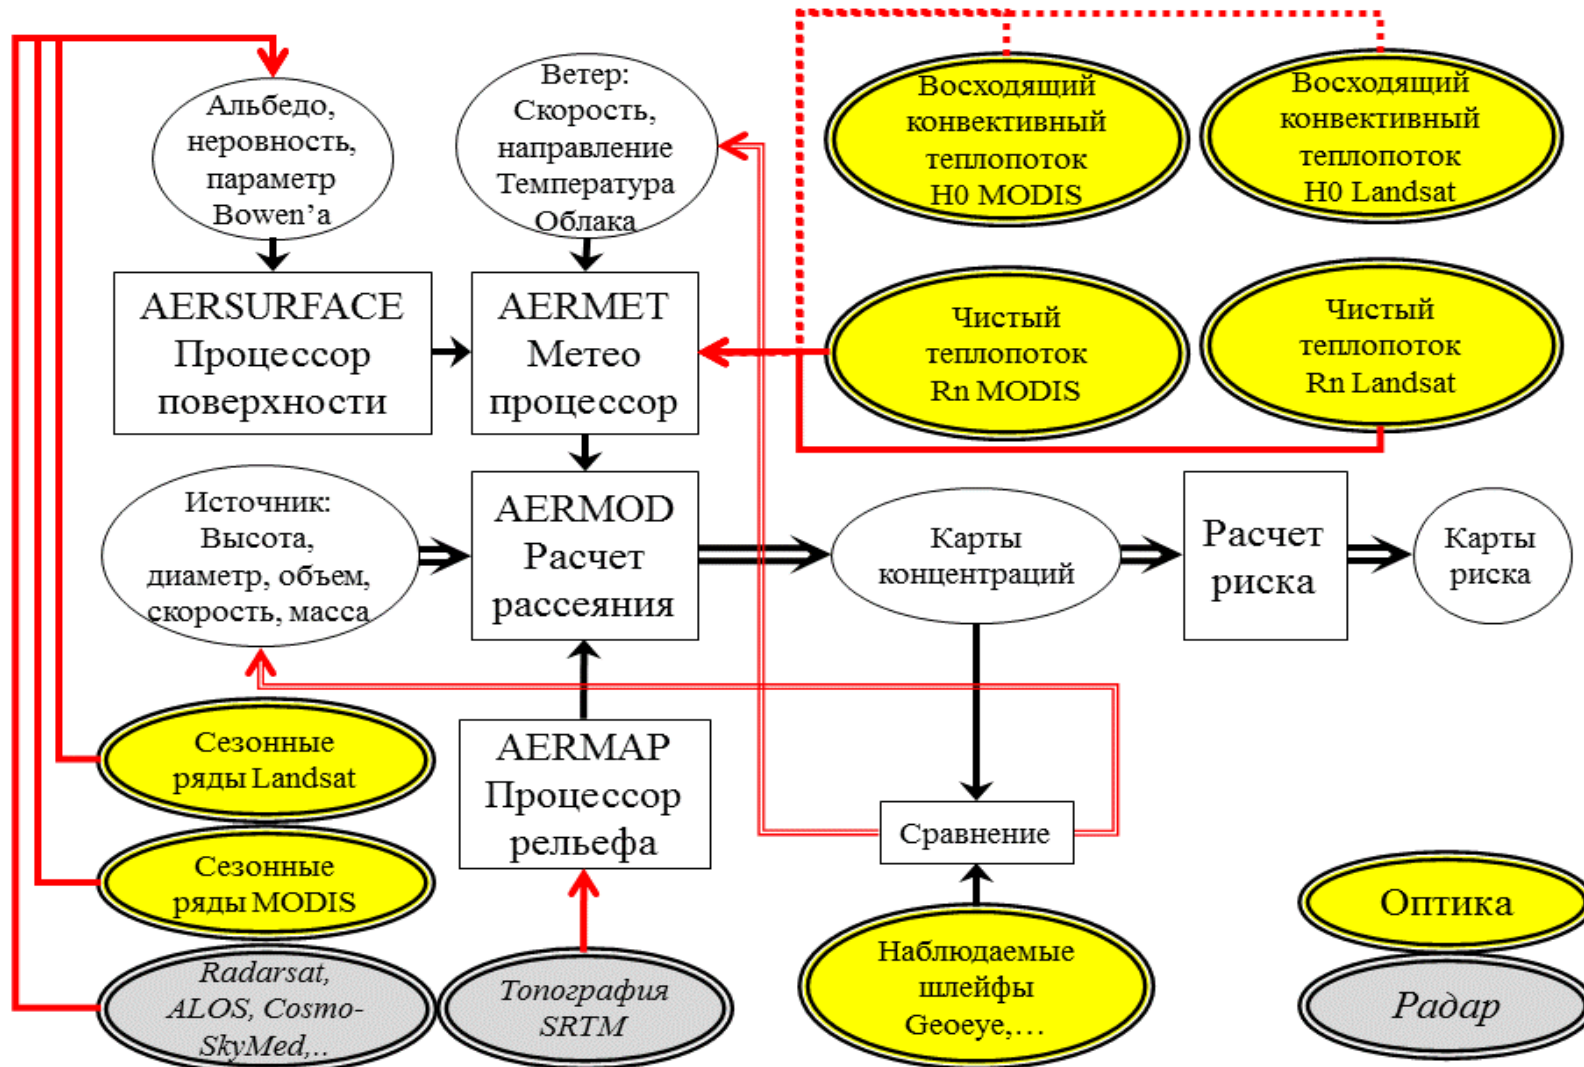 Альбедо,
неровность,
параметр
Bowen’а
Ветер:
Скорость,
направление
Температура
Облака
Восходящий
конвективный
теплопоток
H0 MODIS
Восходящий
конвективный
теплопоток
H0 Landsat
AERSURFACE
Процессор
поверхности
AERMET
Метео
процессор
Чистый
теплопоток
Rn MODIS
Чистый
теплопоток
Rn Landsat
Источник:
Высота,
диаметр, объем,
скорость, масса
AERMOD
Расчет
рассеяния
Карты
концентраций
Расчет
риска
Карты
риска
Сезонные
ряды Landsat
AERMAP
Процессор
рельефа
Сравнение
Сезонные
ряды MODIS
Оптика
Radarsat,
ALOS, Cosmo-
SkyMed,..
Топография
SRTM
Наблюдаемые
шлейфы
Geoeye,…
Радар